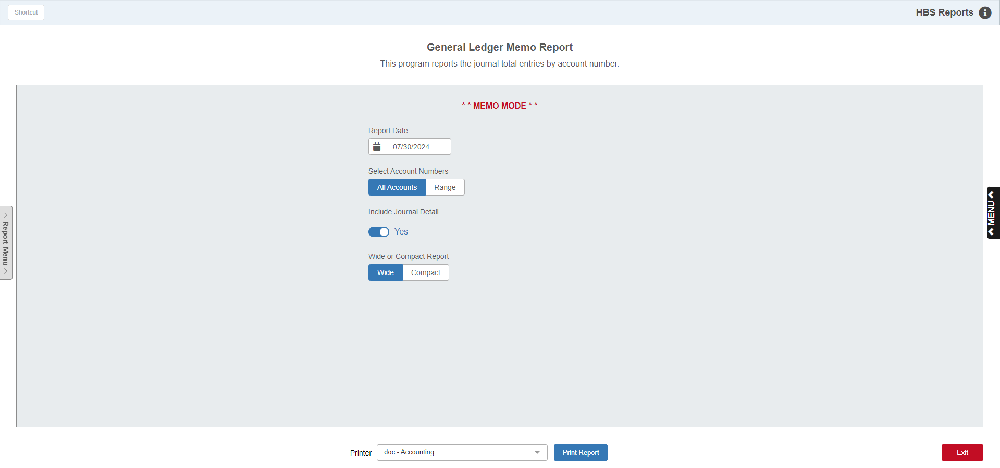 Shortcut
HBS Reports
General Ledger Memo Report
This program reports the journal total entries by account number.
* * MEMO MODE * *
Report Date
07/30/2024
Select Account Numbers
All Accounts Range
Include Journal Detail
Yes
Wide or Compact Report
Wide Compact
Report Menu
MENU
Printer doc - Accounting Print Report
Exit